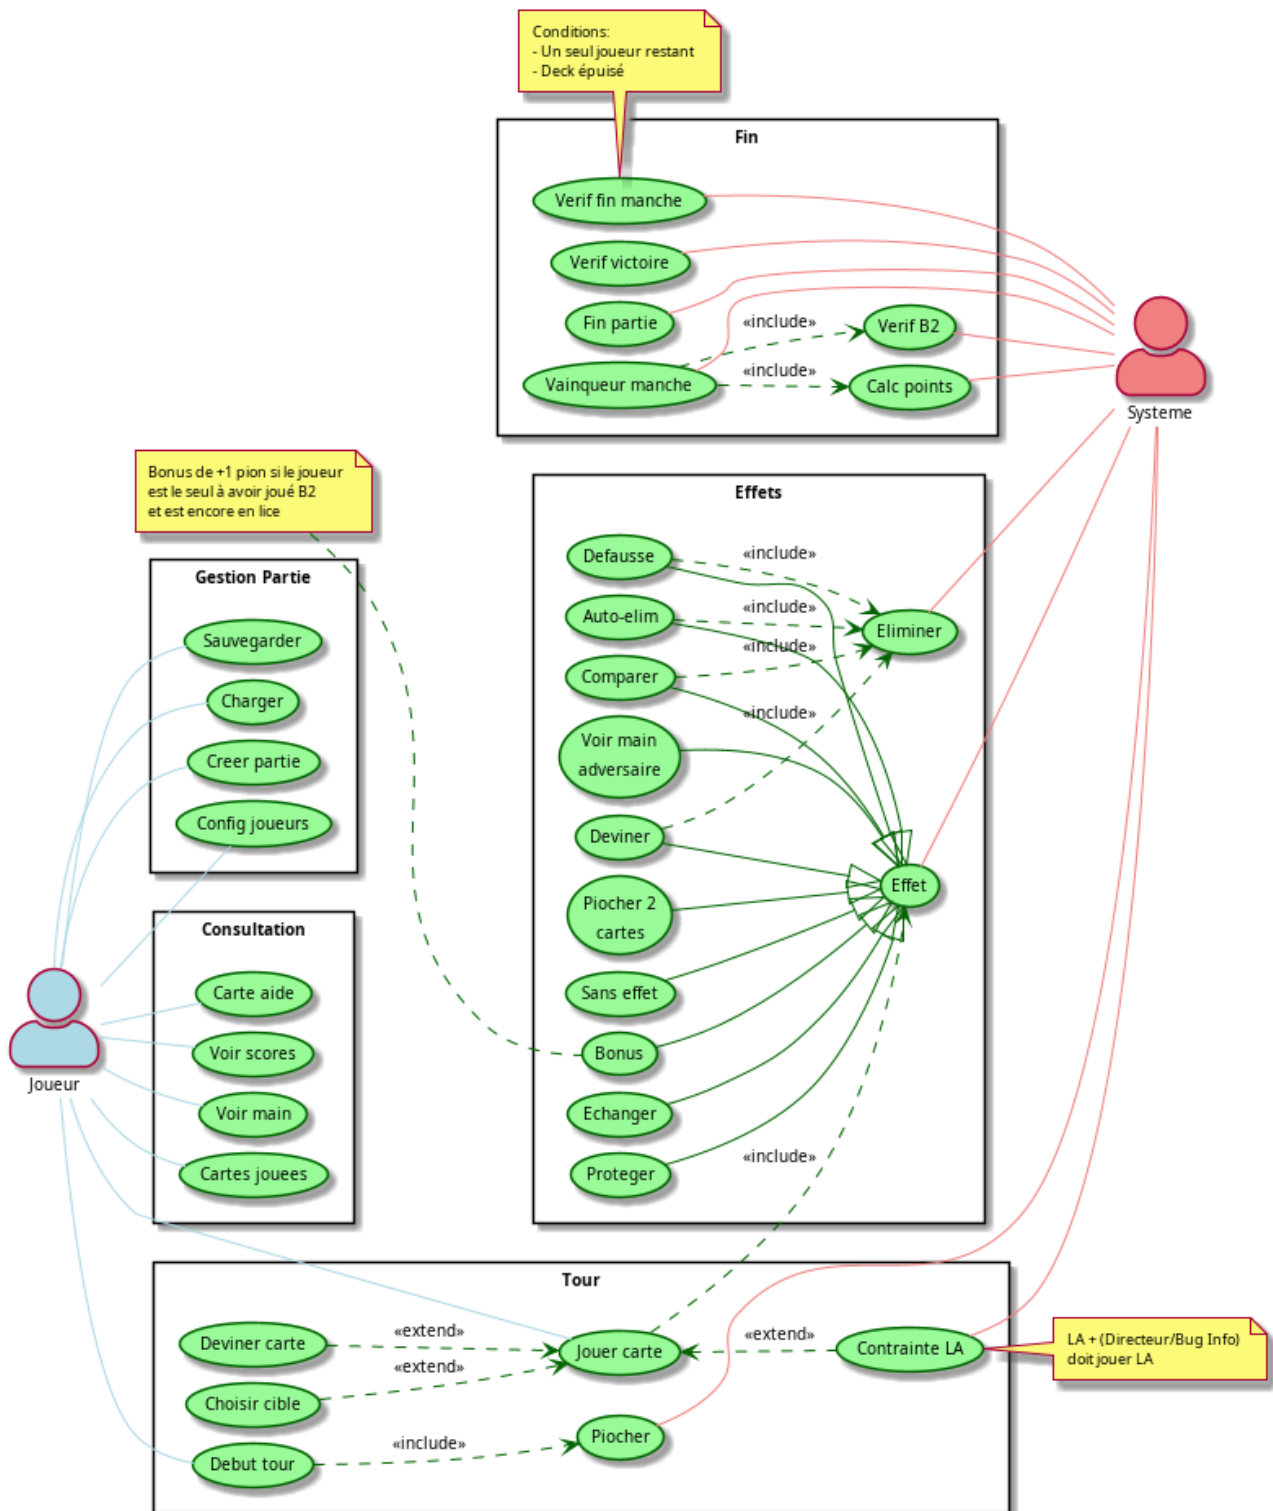 Conditions:
- Un seul joueur restant
- Deck épuisé
Fin
Verif fin manche
Verif victoire
Fin partie
«include»
Verif B2
Vainqueur manche
«include»
Calc points
Systeme
Bonus de +1 pion si le joueur
est le seul à avoir joué B2
et est encore en lice
Gestion Partie
Sauvegarder
Charger
Creer partie
Config joueurs
Effets
Defausse
«include»
Auto-elim
«include»
Eliminer
«include»
Comparer
«include»
Voir main
adversaire
Deviner
Effet
Piocher 2
cartes
Sans effet
Bonus
Echanger
«include»
Proteger
Consultation
Carte aide
Voir scores
Voir main
Cartes jouees
Joueur
Tour
Deviner carte
«extend»
Jouer carte
«extend»
Contrainte LA
LA + (Directeur/Bug Info)
doit jouer LA
«extend»
Choisir cible
Piocher
«include»
Debut tour